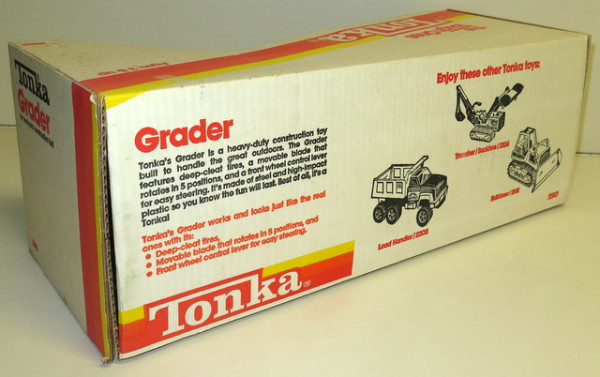 Tonka
Grader
Tonka
Grader
Tonka's Grader is a heavy-duty construction toy
built to handle the great outdoors. The Grader
features deep-cleat tires, a movable blade that
rotates in 5 positions, and a front wheel control lever
for easy steering. It's made of steel and high-impact
plastic so you know the fun will last. Best of all, it's a
Tonka!
Tonka's Grader works and looks just like the real
ones with its:
• Deep-cleat tires.
• Movable blade that rotates in 5 positions, and
• Front wheel control lever for easy steering.
Tonka®
Enjoy these other Tonka toys:
Load Handler/